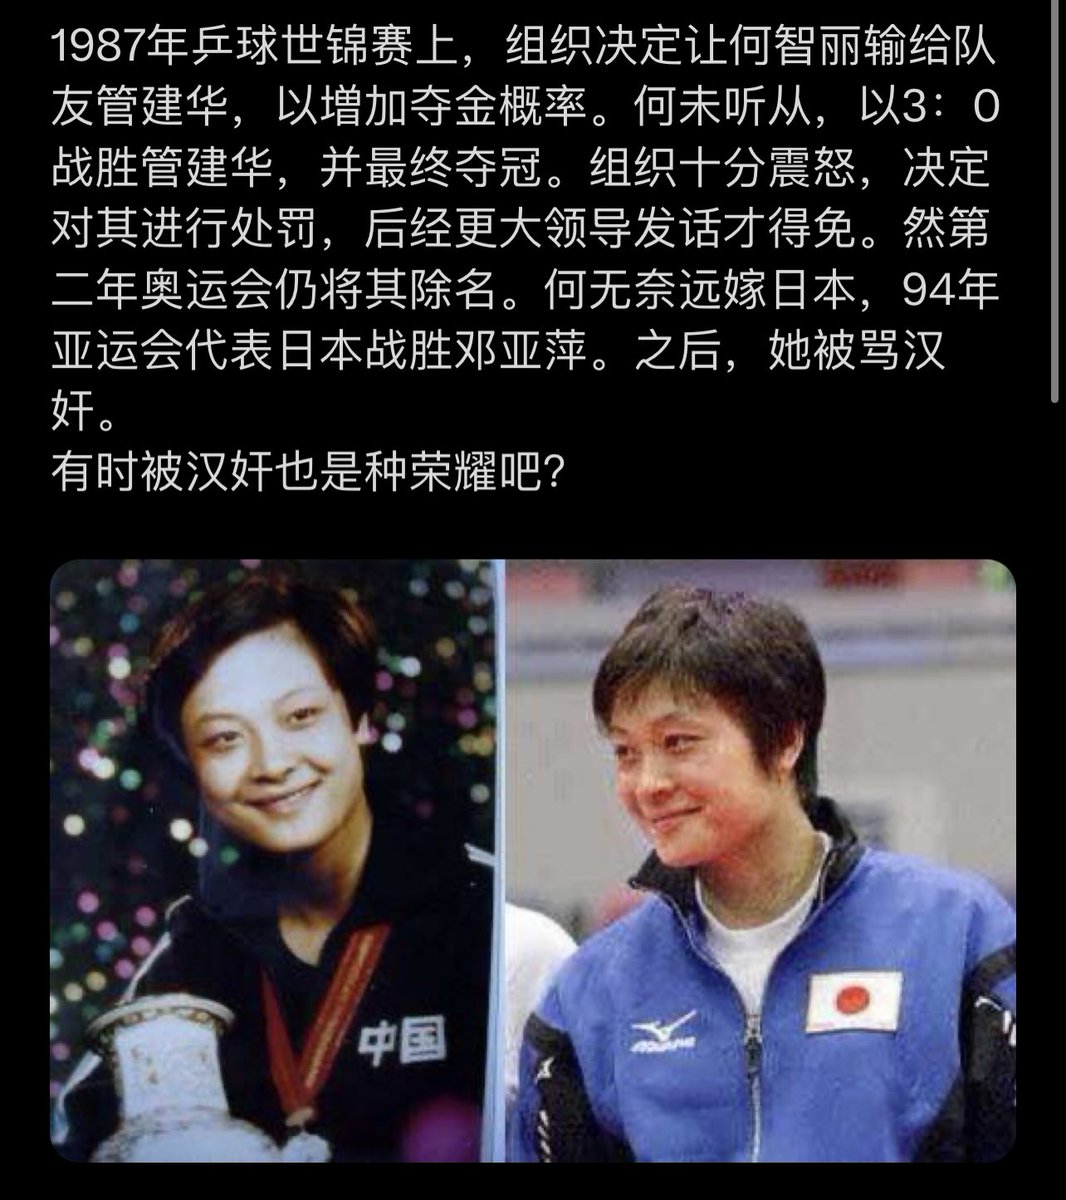 1987年乒球世锦赛上，组织决定让何智丽输给队
友管建华，以增加夺金概率。何未听从，以3：0
战胜管建华，并最终夺冠。组织十分震怒，决定
对其进行处罚，后经更大领导发话才得免。然第
二年奥运会仍将其除名。何无奈远嫁日本，94年
亚运会代表日本战胜邓亚萍。之后，她被骂汉
奸。
有时被汉奸也是种荣耀吧？
中国